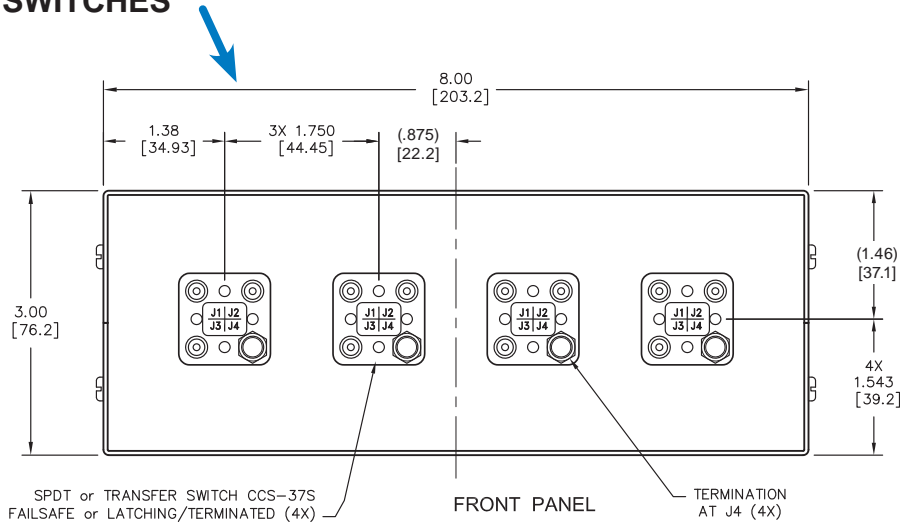 SWITCHES
8.00
[203.2]
1.38
[34.93]
3X 1.750
[44.45]
(.875)
[22.2]
3.00
[76.2]
(1.46)
[37.1]
4X
1.543
[39.2]
J1 J2
J3 J4
J1 J2
J3 J4
J1 J2
J3 J4
J1 J2
J3 J4
SPDT or TRANSFER SWITCH CCS-37S
FAILSAFE or LATCHING/TERMINATED (4X)
FRONT PANEL
TERMINATION
AT J4 (4X)